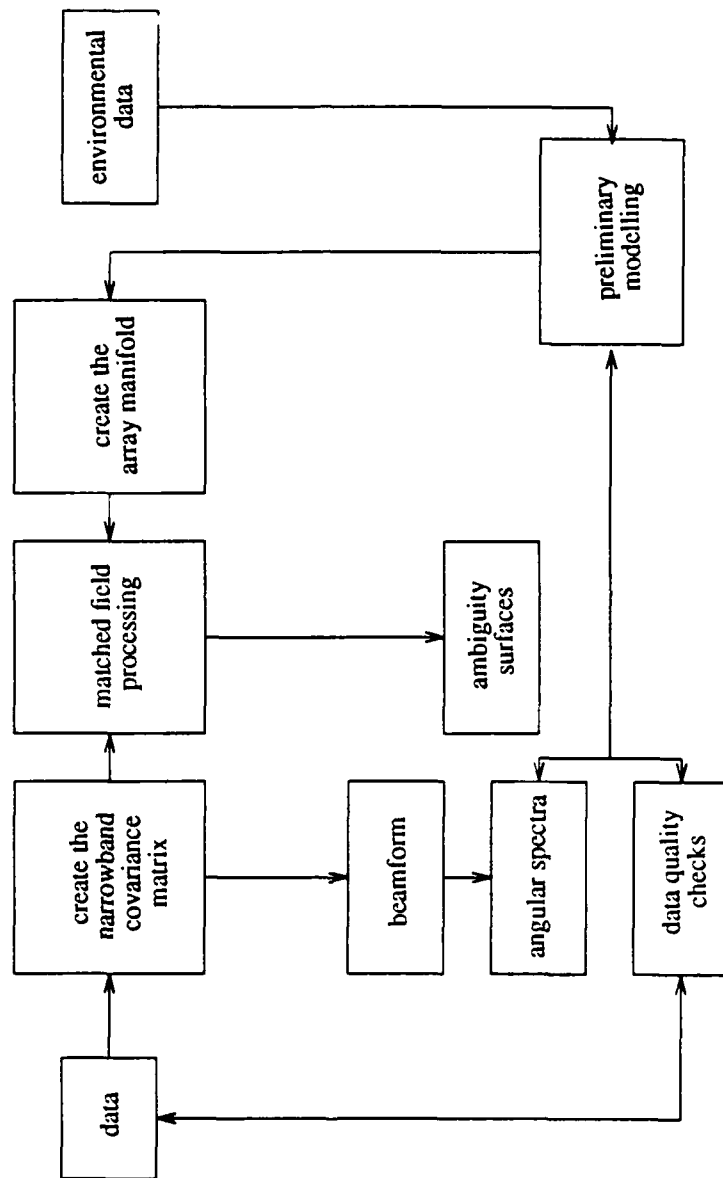 data
create the
narrowband
covariance
matrix
matched field
processing
create the
array manifold
environmental
data
beamform
angular spectra
ambiguity
surfaces
preliminary
modelling
data quality
checks